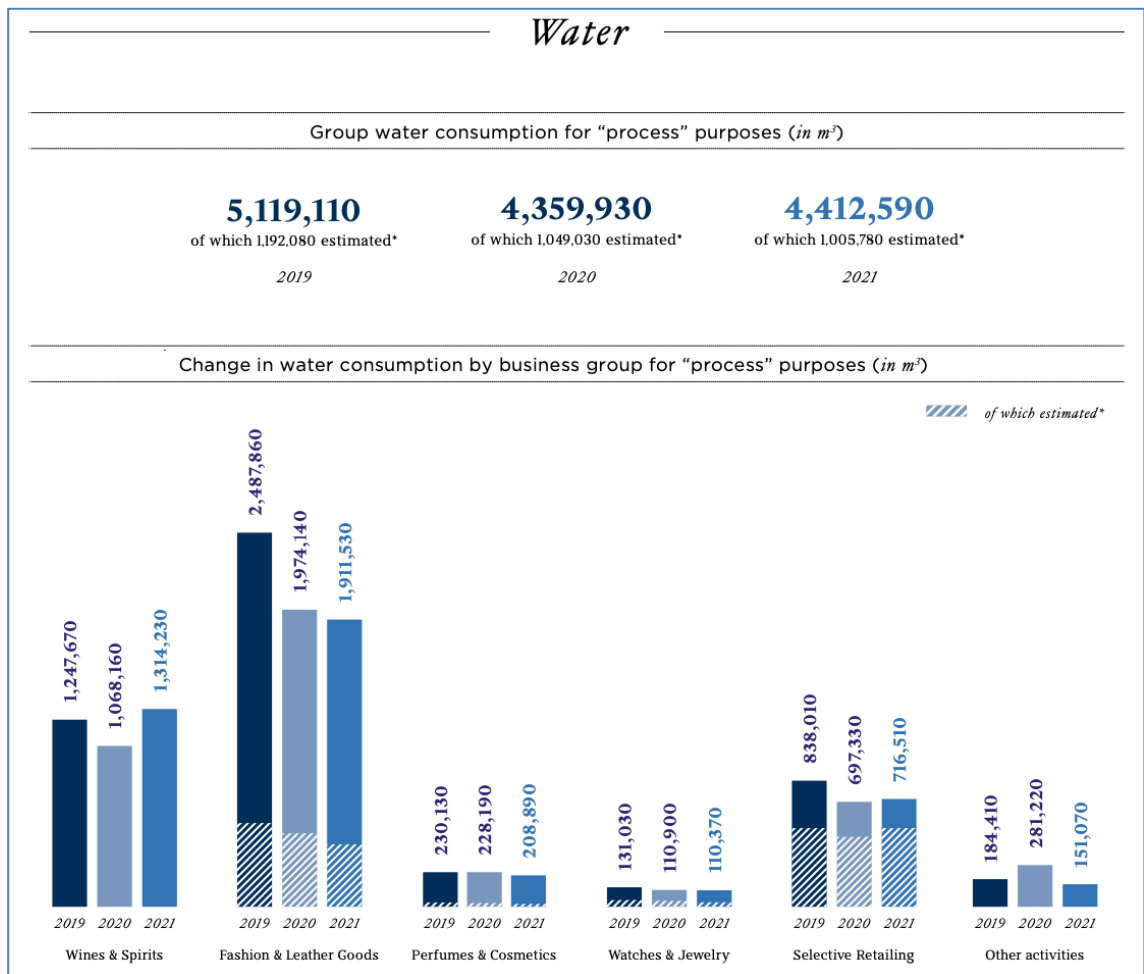 Water
Group water consumption for “process” purposes (in m³)
5,119,110
of which 1,192,080 estimated*
2019
4,359,930
of which 1,049,030 estimated*
2020
4,412,590
of which 1,005,780 estimated*
2021
Change in water consumption by business group for “process” purposes (in m³)
of which estimated*
1,247,670
1,068,160
1,314,230
2019 2020 2021
Wines & Spirits
2,487,860
1,974,140
1,911,530
2019 2020 2021
Fashion & Leather Goods
230,130
228,190
208,890
2019 2020 2021
Perfumes & Cosmetics
131,030
110,900
110,370
2019 2020 2021
Watches & Jewelry
838,010
697,330
716,510
2019 2020 2021
Selective Retailing
184,410
281,220
151,070
2019 2020 2021
Other activities